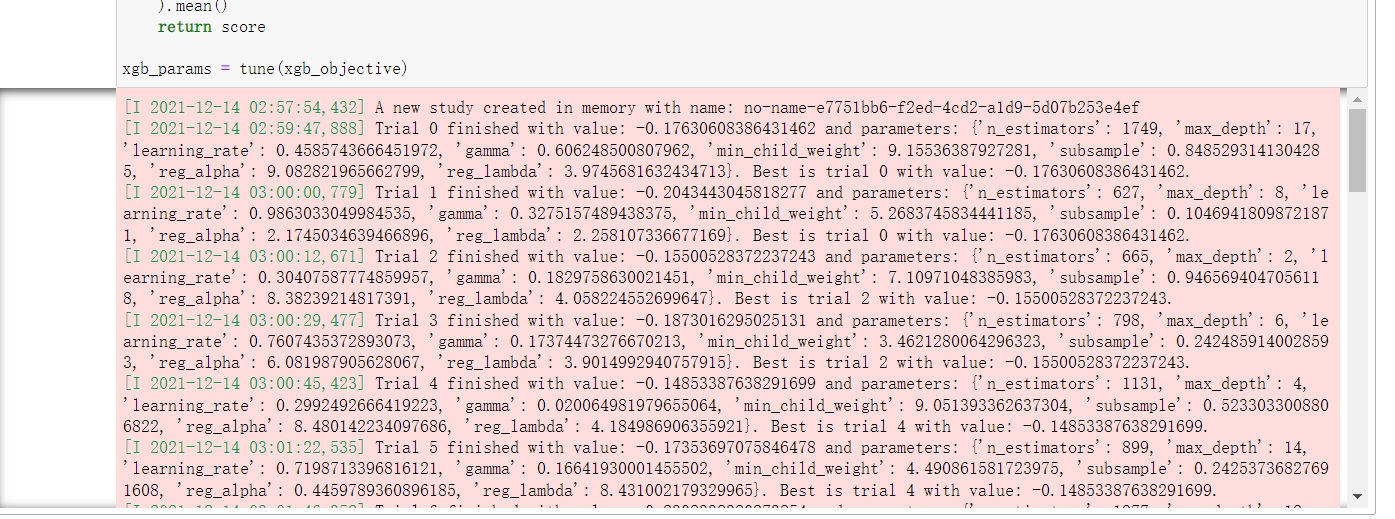 ).mean()
return score
xgb_params = tune(xgb_objective)
[I 2021-12-14 02:57:54,432] A new study created in memory with name: no-name-e7751bb6-f2ed-4cd2-a1d9-5d07b253e4ef
[I 2021-12-14 02:59:47,888] Trial 0 finished with value: -0.17630608386431462 and parameters: {'n_estimators': 1749, 'max_depth': 17,
'learning_rate': 0.4585743666451972, 'gamma': 0.606248500807962, 'min_child_weight': 9.15536387927281, 'subsample': 0.848529314130428
5, 'reg_alpha': 9.082821965662799, 'reg_lambda': 3.9745681632434713}. Best is trial 0 with value: -0.17630608386431462.
[I 2021-12-14 03:00:00,779] Trial 1 finished with value: -0.2043443045818277 and parameters: {'n_estimators': 627, 'max_depth': 8, 'le
arning_rate': 0.9863033049984535, 'gamma': 0.3275157489438375, 'min_child_weight': 5.2683745834441185, 'subsample': 0.1046941809872187
1, 'reg_alpha': 2.1745034639466896, 'reg_lambda': 2.258107336677169}. Best is trial 0 with value: -0.17630608386431462.
[I 2021-12-14 03:00:12,671] Trial 2 finished with value: -0.15500528372237243 and parameters: {'n_estimators': 665, 'max_depth': 2, 'l
earning_rate': 0.30407587774859957, 'gamma': 0.1829758630021451, 'min_child_weight': 7.10971048385983, 'subsample': 0.946569404705611
8, 'reg_alpha': 8.38239214817391, 'reg_lambda': 4.058224552699647}. Best is trial 2 with value: -0.15500528372237243.
[I 2021-12-14 03:00:29,477] Trial 3 finished with value: -0.1873016295025131 and parameters: {'n_estimators': 798, 'max_depth': 6, 'le
arning_rate': 0.7607435372893073, 'gamma': 0.17374473276670213, 'min_child_weight': 3.4621280064296323, 'subsample': 0.242485914002859
3, 'reg_alpha': 6.081987905628067, 'reg_lambda': 3.9014992940757915}. Best is trial 2 with value: -0.15500528372237243.
[I 2021-12-14 03:00:45,423] Trial 4 finished with value: -0.14853387638291699 and parameters: {'n_estimators': 1131, 'max_depth': 4,
'learning_rate': 0.2992492666419223, 'gamma': 0.020064981979655064, 'min_child_weight': 9.051393362637304, 'subsample': 0.523303300880
6822, 'reg_alpha': 8.480142234097686, 'reg_lambda': 4.184986906355921}. Best is trial 4 with value: -0.14853387638291699.
[I 2021-12-14 03:01:22,535] Trial 5 finished with value: -0.17353697075846478 and parameters: {'n_estimators': 899, 'max_depth': 14,
'learning_rate': 0.7198713396816121, 'gamma': 0.16641930001455502, 'min_child_weight': 4.490861581723975, 'subsample': 0.2425373682769
1608, 'reg_alpha': 0.4459789360896185, 'reg_lambda': 8.431002179329965}. Best is trial 4 with value: -0.14853387638291699.